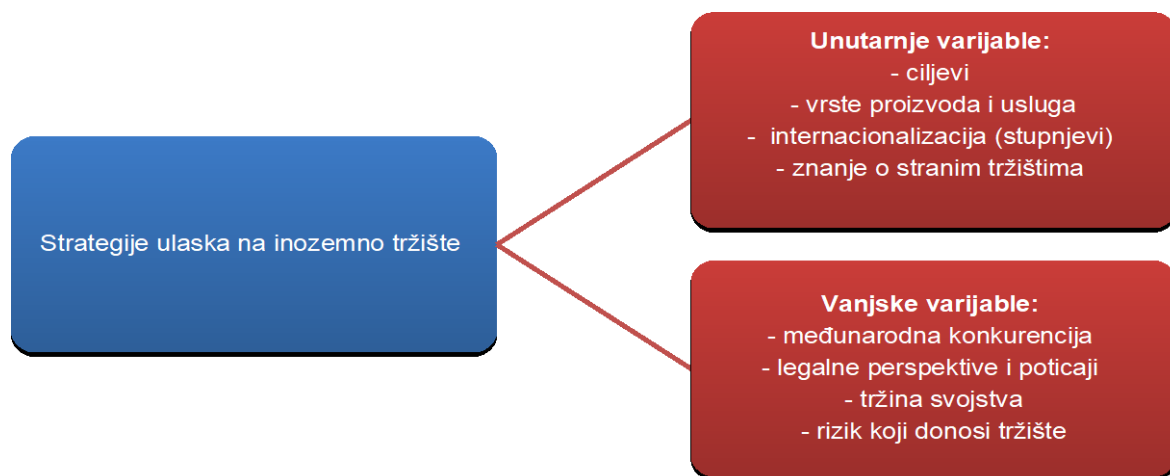 Strategije ulaska na inozemno tržište
Unutarnje varijable:
- ciljevi
- vrste proizvoda i usluga
- internacionalizacija (stupnjevi)
- znanje o stranim tržištima
Vanjske varijable:
- međunarodna konkurencija
- legalne perspektive i poticaji
- tržina svojstva
- rizik koji donosi tržište